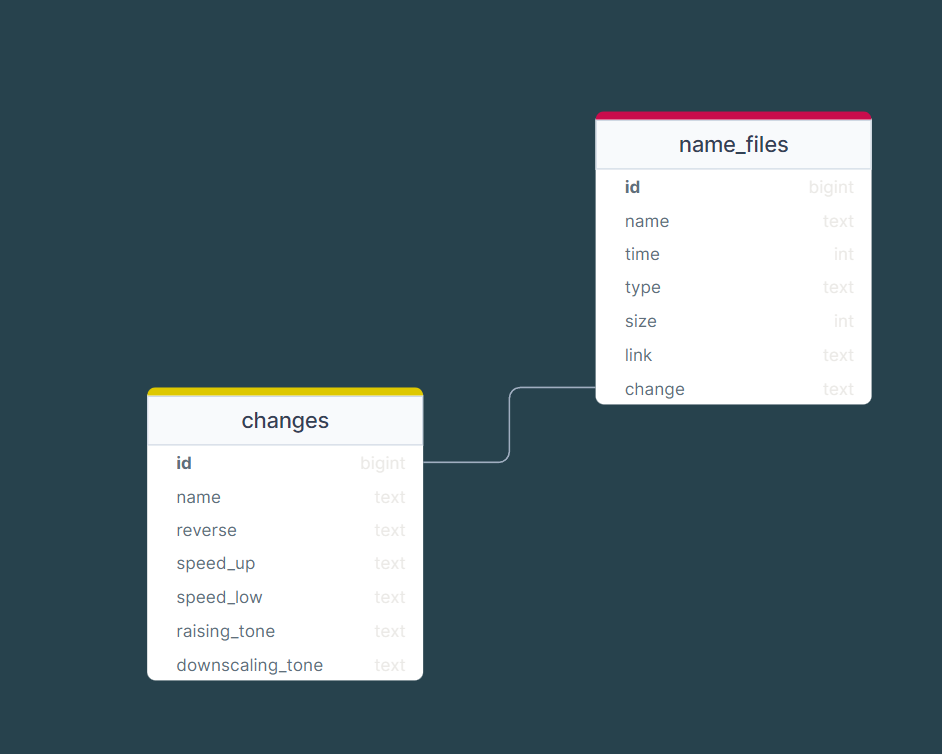 name_files
id bigint
name text
time int
type text
size int
link text
change text
changes
id bigint
name text
reverse text
speed_up text
speed_low text
raising_tone text
downscaling_tone text